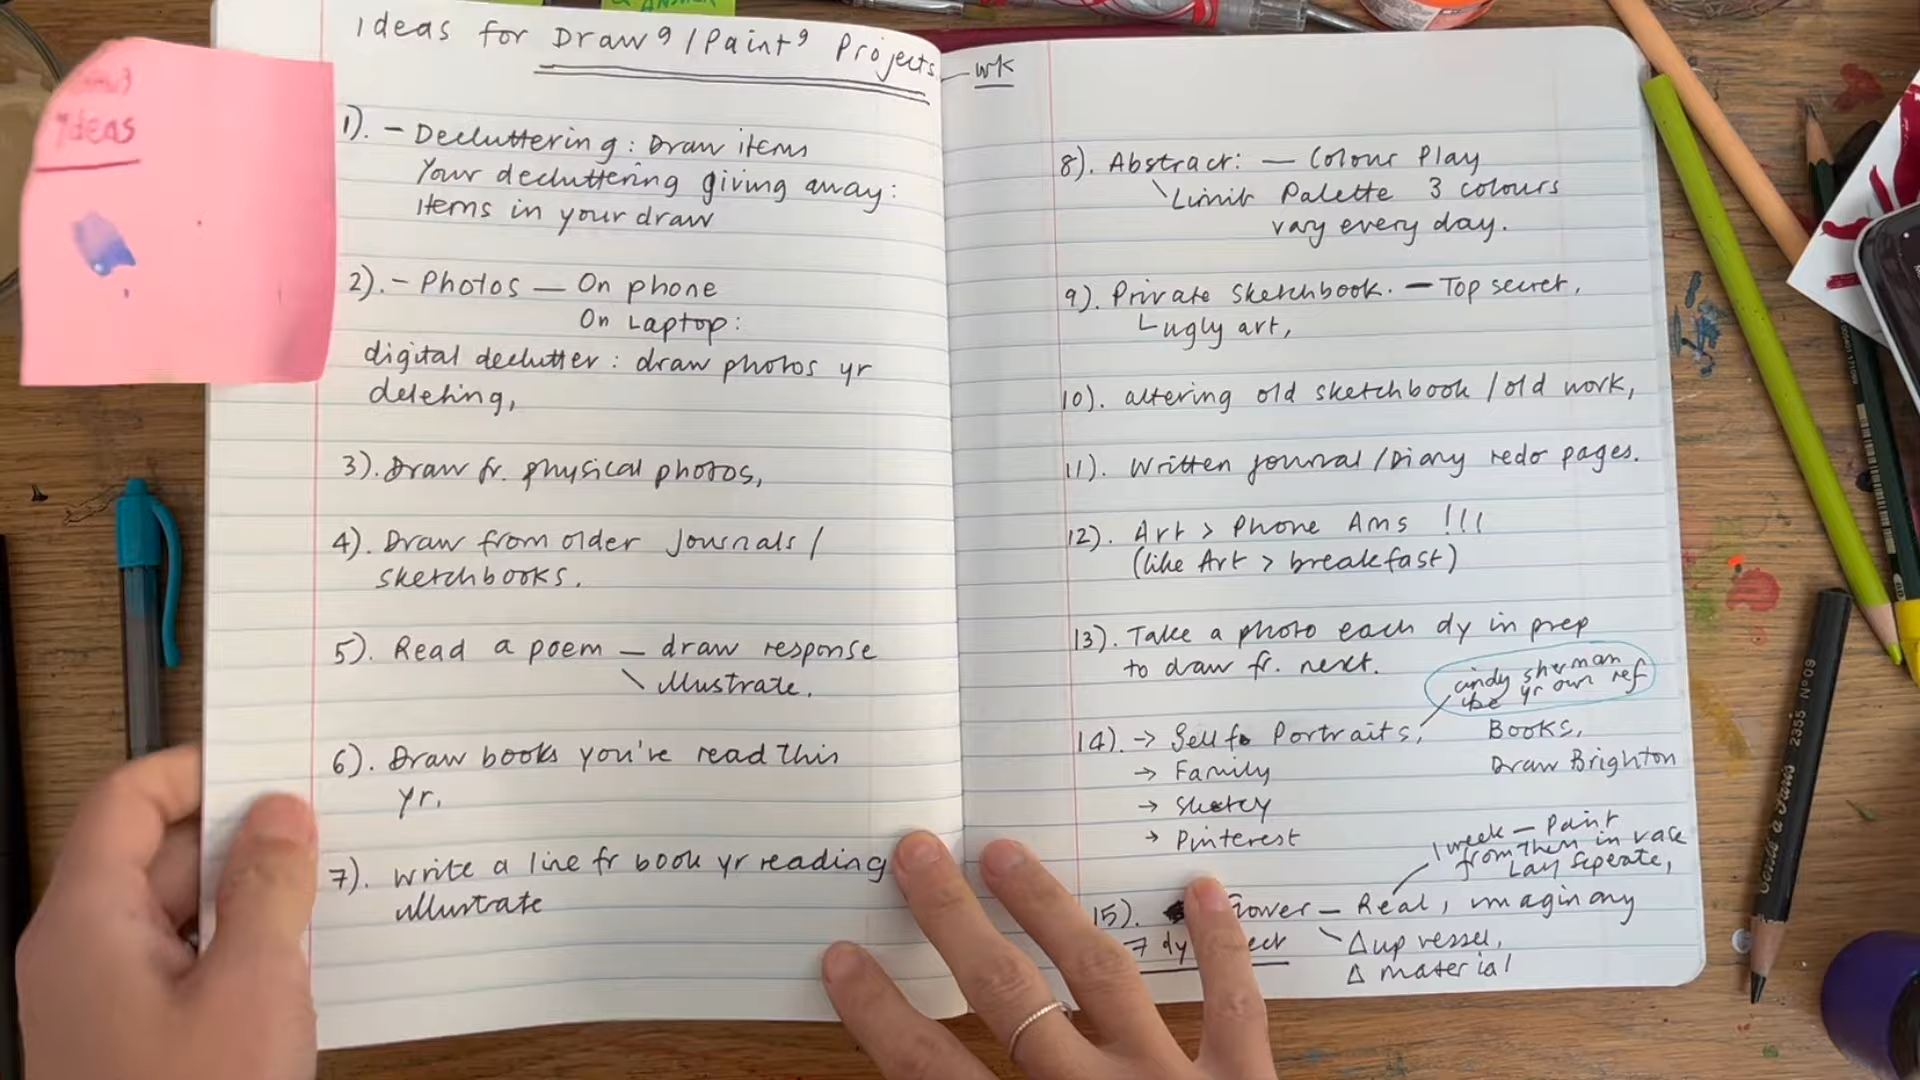 Ideas
Ideas for Drawg/Paintg Projects
1). - Decluttering: Draw items
Your decluttering giving away:
items in your draw
2). - Photos - On phone
On Laptop:
digital declutter: draw photos yr
deleting,
3). Draw fr. physical photos,
4). Draw from older Journals/
sketchbooks.
5). Read a poem - draw response
\ illustrate.
6). Draw books you've read this
yr.
7). Write a line fr book yr reading
illustrate
- wk
8). Abstract: - Colour Play
\ Limit Palette 3 colours
vary every day.
9). Private Sketchbook. - Top secret,
ugly art,
10). altering old sketchbook/old work,
11). Written Journal/Diary redo pages.
12). Art > Phone Ams !!!
(like Art > breakfast)
13). Take a photo each dy in prep
to draw fr. next.
cindy sherman
be yr own ref
14). → Self Portraits,
→ Family
→ Sketchy
→ Pinterest
Books,
Draw Brighton
1 week - Paint
from them in vase
Lay seperate,
15). - Real, imaginary
7 dy
\ Δ up vessel,
Δ material
2355 N°09